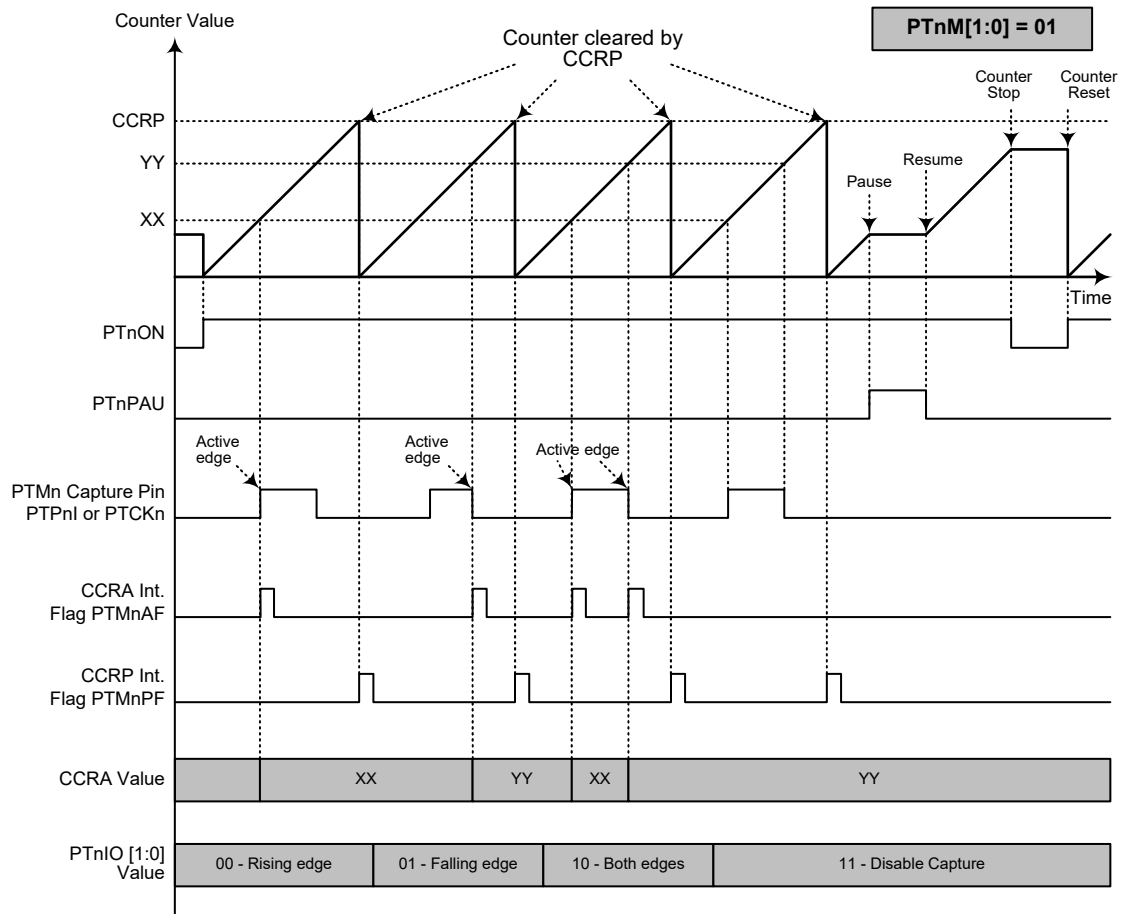 Counter Value
PTnM[1:0] = 01
Counter cleared by
CCRP
Counter
Stop
Counter
Reset
CCRP
YY
XX
Pause
Resume
Time
PTnON
PTnPAU
Active
edge
Active
edge
Active edge
PTMn Capture Pin
PTPnI or PTCKn
CCRA Int.
Flag PTMnAF
CCRP Int.
Flag PTMnPF
CCRA Value
XX
YY
XX
YY
PTnIO [1:0]
Value
00 - Rising edge
01 - Falling edge
10 - Both edges
11 - Disable Capture